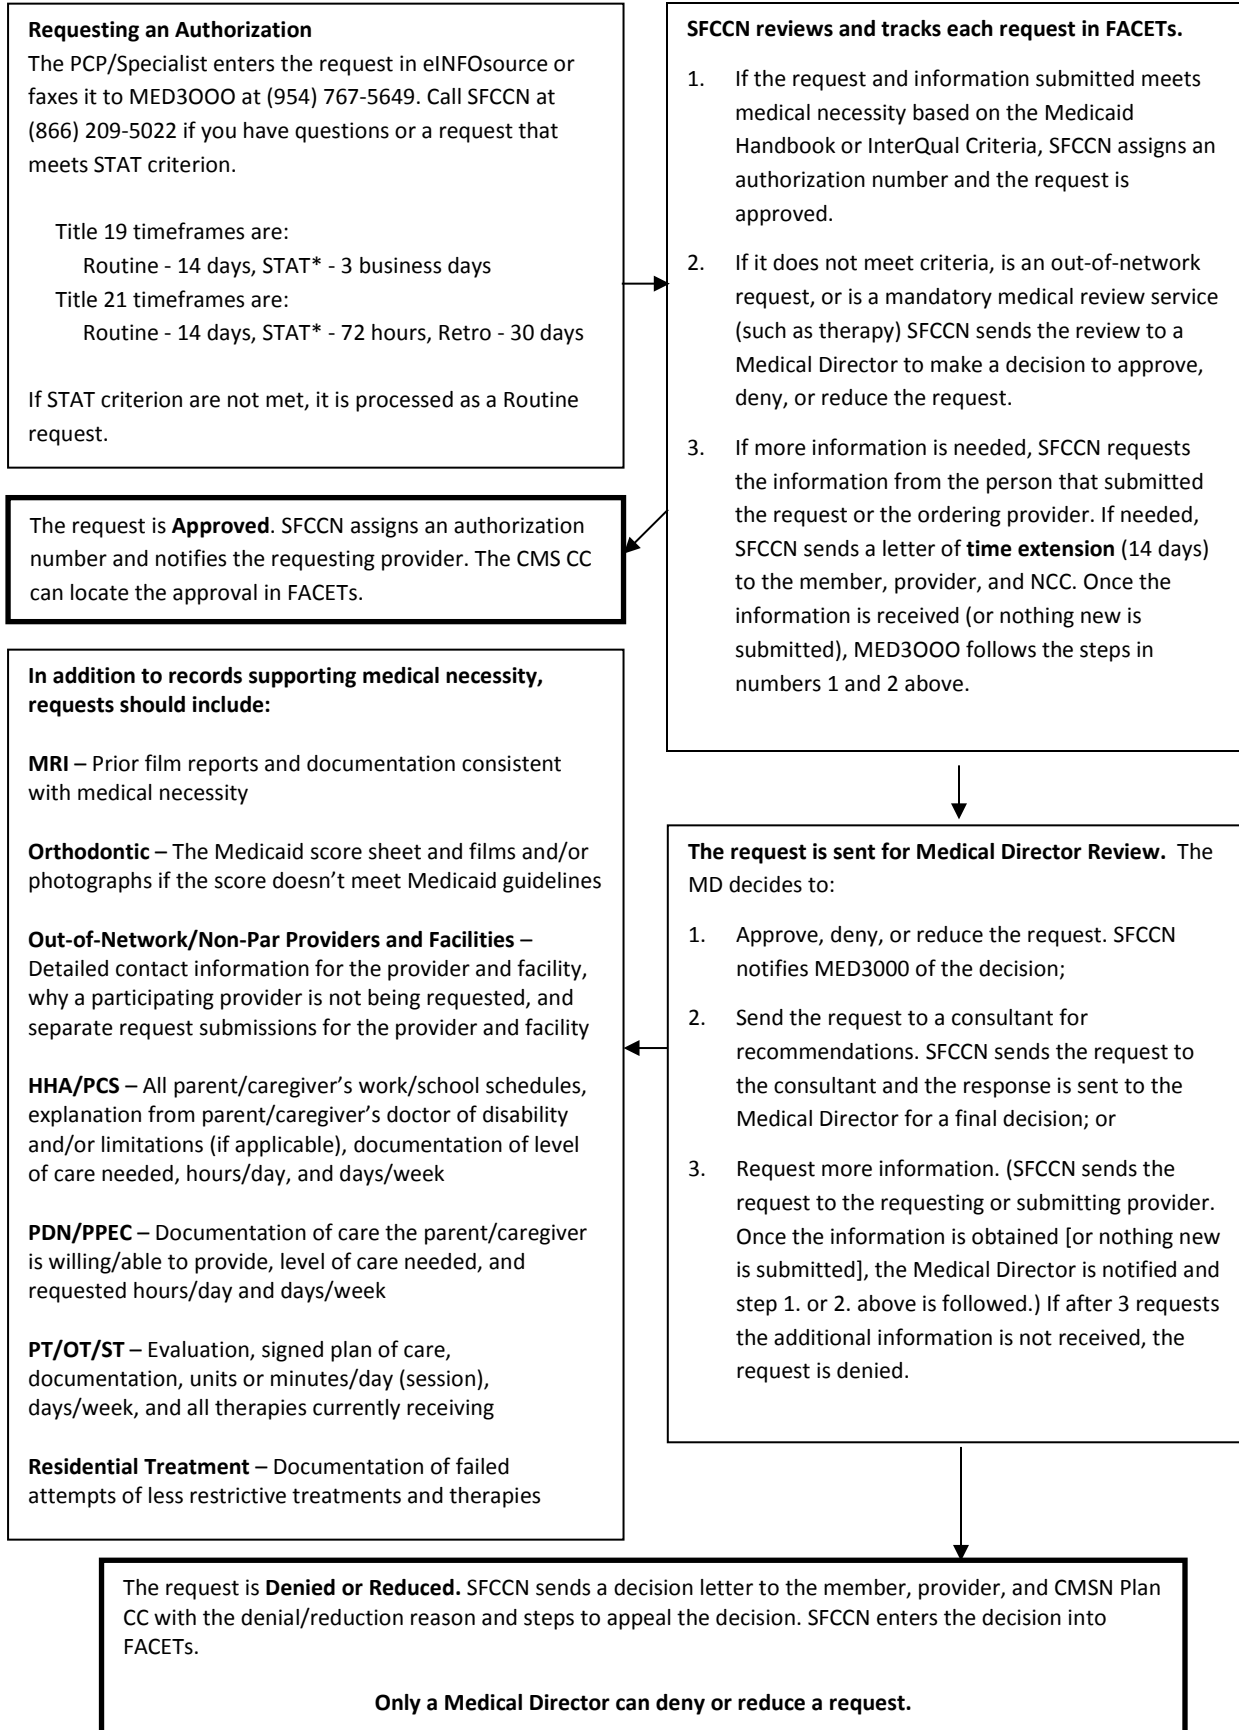 Requesting an Authorization
The PCP/Specialist enters the request in eINFOsource or
faxes it to MED3OOO at (954) 767-5649. Call SFCCN at
(866) 209-5022 if you have questions or a request that
meets STAT criterion.
Title 19 timeframes are:
Routine - 14 days, STAT* - 3 business days
Title 21 timeframes are:
Routine - 14 days, STAT* - 72 hours, Retro - 30 days
If STAT criterion are not met, it is processed as a Routine
request.
SFCCN reviews and tracks each request in FACETs.
1. If the request and information submitted meets
medical necessity based on the Medicaid
Handbook or InterQual Criteria, SFCCN assigns an
authorization number and the request is
approved.
2. If it does not meet criteria, is an out-of-network
request, or is a mandatory medical review service
(such as therapy) SFCCN sends the review to a
Medical Director to make a decision to approve,
deny, or reduce the request.
3. If more information is needed, SFCCN requests
the information from the person that submitted
the request or the ordering provider. If needed,
SFCCN sends a letter of time extension (14 days)
to the member, provider, and NCC. Once the
information is received (or nothing new is
submitted), MED3OOO follows the steps in
numbers 1 and 2 above.
The request is Approved. SFCCN assigns an authorization
number and notifies the requesting provider. The CMS CC
can locate the approval in FACETs.
In addition to records supporting medical necessity,
requests should include:
MRI – Prior film reports and documentation consistent
with medical necessity
Orthodontic – The Medicaid score sheet and films and/or
photographs if the score doesn’t meet Medicaid guidelines
Out-of-Network/Non-Par Providers and Facilities –
Detailed contact information for the provider and facility,
why a participating provider is not being requested, and
separate request submissions for the provider and facility
HHA/PCS – All parent/caregiver’s work/school schedules,
explanation from parent/caregiver’s doctor of disability
and/or limitations (if applicable), documentation of level
of care needed, hours/day, and days/week
PDN/PPEC – Documentation of care the parent/caregiver
is willing/able to provide, level of care needed, and
requested hours/day and days/week
PT/OT/ST – Evaluation, signed plan of care,
documentation, units or minutes/day (session),
days/week, and all therapies currently receiving
Residential Treatment – Documentation of failed
attempts of less restrictive treatments and therapies
The request is sent for Medical Director Review. The
MD decides to:
1. Approve, deny, or reduce the request. SFCCN
notifies MED3000 of the decision;
2. Send the request to a consultant for
recommendations. SFCCN sends the request to
the consultant and the response is sent to the
Medical Director for a final decision; or
3. Request more information. (SFCCN sends the
request to the requesting or submitting provider.
Once the information is obtained [or nothing new
is submitted], the Medical Director is notified and
step 1. or 2. above is followed.) If after 3 requests
the additional information is not received, the
request is denied.
The request is Denied or Reduced. SFCCN sends a decision letter to the member, provider, and CMSN Plan
CC with the denial/reduction reason and steps to appeal the decision. SFCCN enters the decision into
FACETs.
Only a Medical Director can deny or reduce a request.